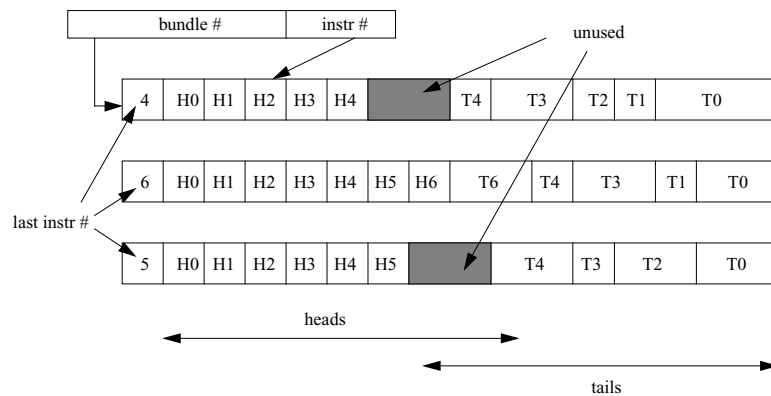 bundle # instr # unused
4 H0 H1 H2 H3 H4 T4 T3 T2 T1 T0
6 H0 H1 H2 H3 H4 H5 H6 T6 T4 T3 T1 T0
last instr #
5 H0 H1 H2 H3 H4 H5 T4 T3 T2 T0
heads
tails